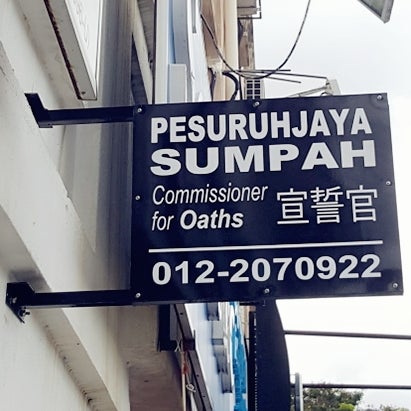 PESURUHJAYA
SUMPAH
Commissioner
for Oaths
宣誓官
012-2070922